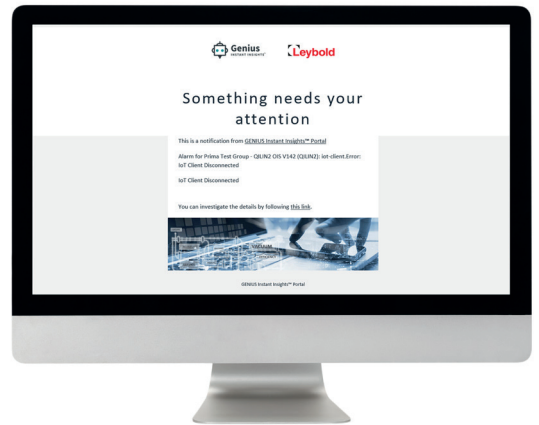 Genius
INSTANT INSIGHTS™
Leybold
Something needs your
attention
This is a notification from GENIUS Instant Insights™ Portal
Alarm for Prima Test Group - QILIN2 OIS V142 (QILIN2): iot-client.Error:
IoT Client Disconnected
IoT Client Disconnected
You can investigate the details by following this link.
VACUUM
GENIUS Instant Insights™ Portal